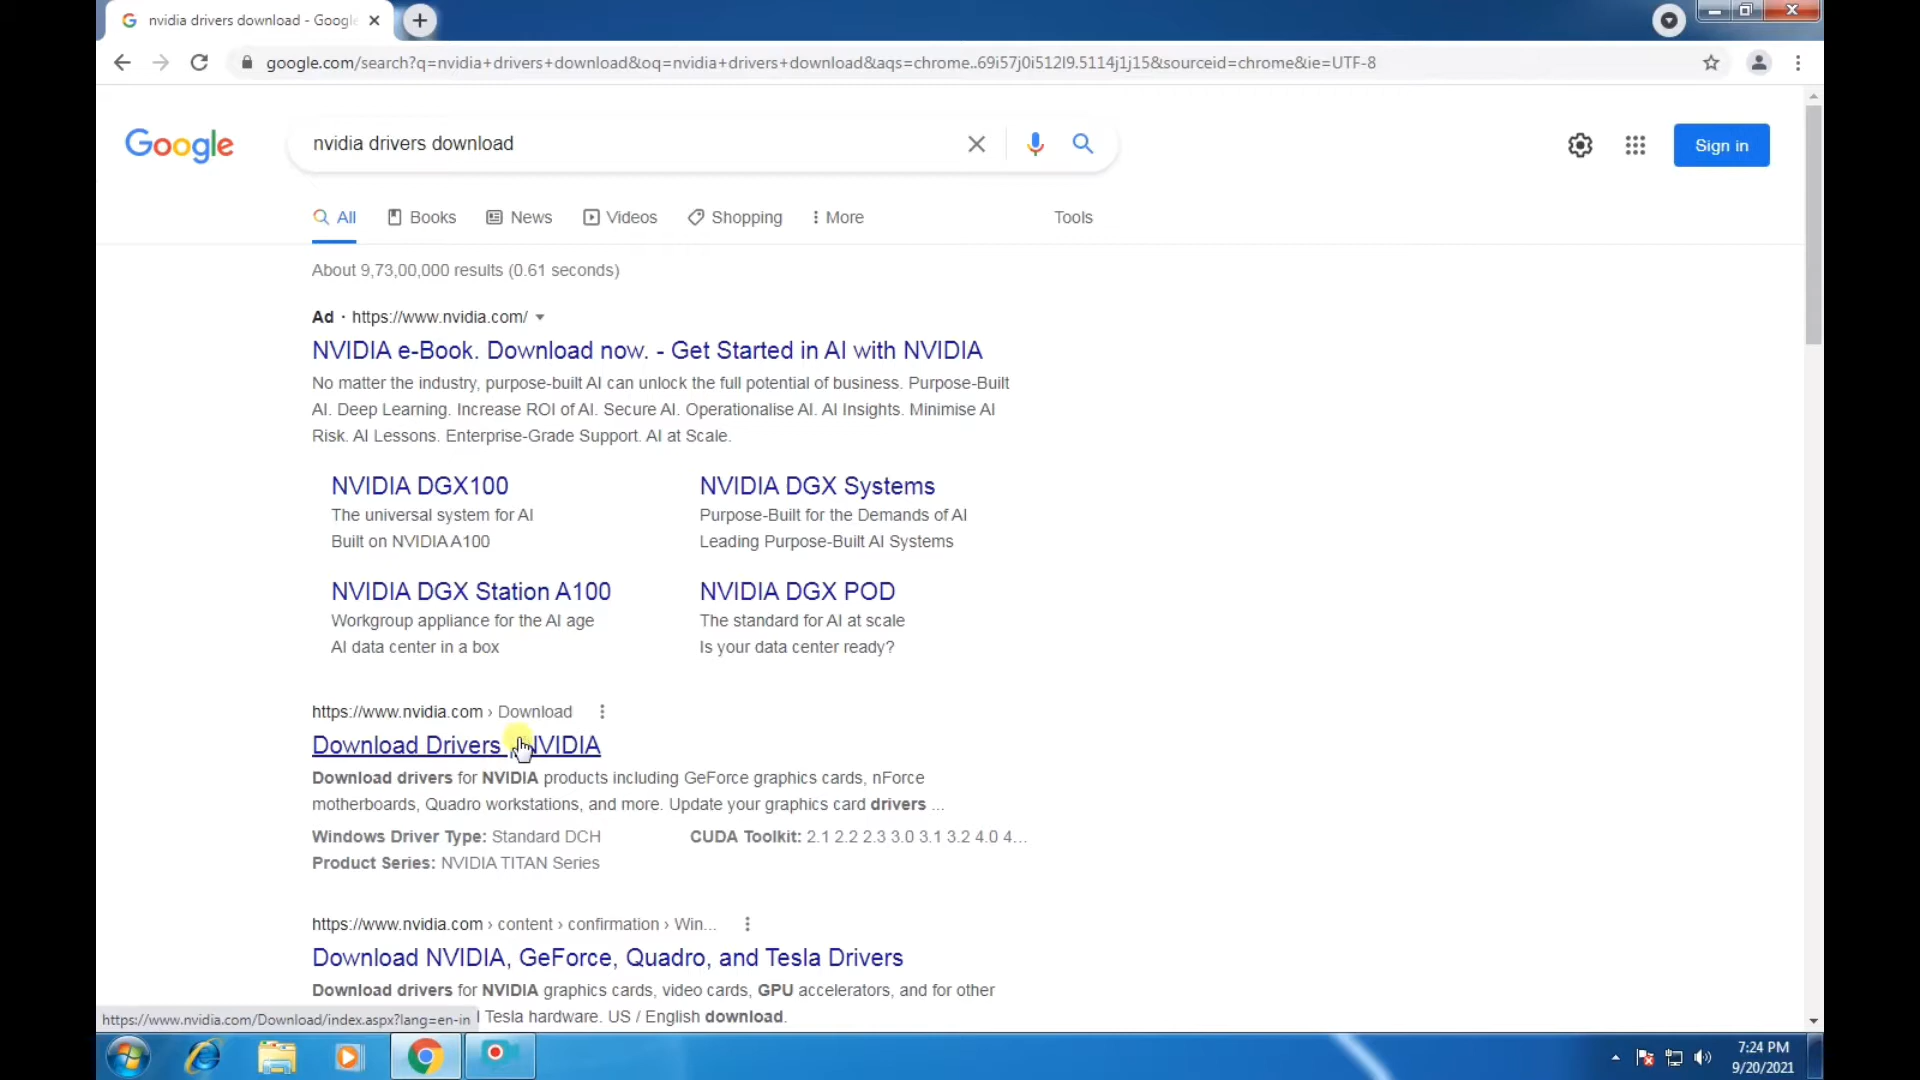 nvidia drivers download - Google
google.com/search?q=nvidia+drivers+download&oq=nvidia+drivers+download&aqs=chrome..69i57j0i512l9.5114j1j15&sourceid=chrome&ie=UTF-8
Google
nvidia drivers download
Sign in
All
Books
News
Videos
Shopping
More
Tools
About 9,73,00,000 results (0.61 seconds)
Ad · https://www.nvidia.com/
NVIDIA e-Book. Download now. - Get Started in AI with NVIDIA
No matter the industry, purpose-built AI can unlock the full potential of business. Purpose-Built
AI. Deep Learning. Increase ROI of AI. Secure AI. Operationalise AI. AI Insights. Minimise AI
Risk. AI Lessons. Enterprise-Grade Support. AI at Scale.
NVIDIA DGX100
The universal system for AI
Built on NVIDIA A100
NVIDIA DGX Systems
Purpose-Built for the Demands of AI
Leading Purpose-Built AI Systems
NVIDIA DGX Station A100
Workgroup appliance for the AI age
AI data center in a box
NVIDIA DGX POD
The standard for AI at scale
Is your data center ready?
https://www.nvidia.com › Download
Download Drivers NVIDIA
Download drivers for NVIDIA products including GeForce graphics cards, nForce
motherboards, Quadro workstations, and more. Update your graphics card drivers ...
Windows Driver Type: Standard DCH
CUDA Toolkit: 2.1 2.2 2.3 3.0 3.1 3.2 4.0 4...
Product Series: NVIDIA TITAN Series
https://www.nvidia.com › content › confirmation › Win...
Download NVIDIA, GeForce, Quadro, and Tesla Drivers
Download drivers for NVIDIA graphics cards, video cards, GPU accelerators, and for other
Tesla hardware. US / English download.
https://www.nvidia.com/Download/index.aspx?lang=en-in
7:24 PM
9/20/2021